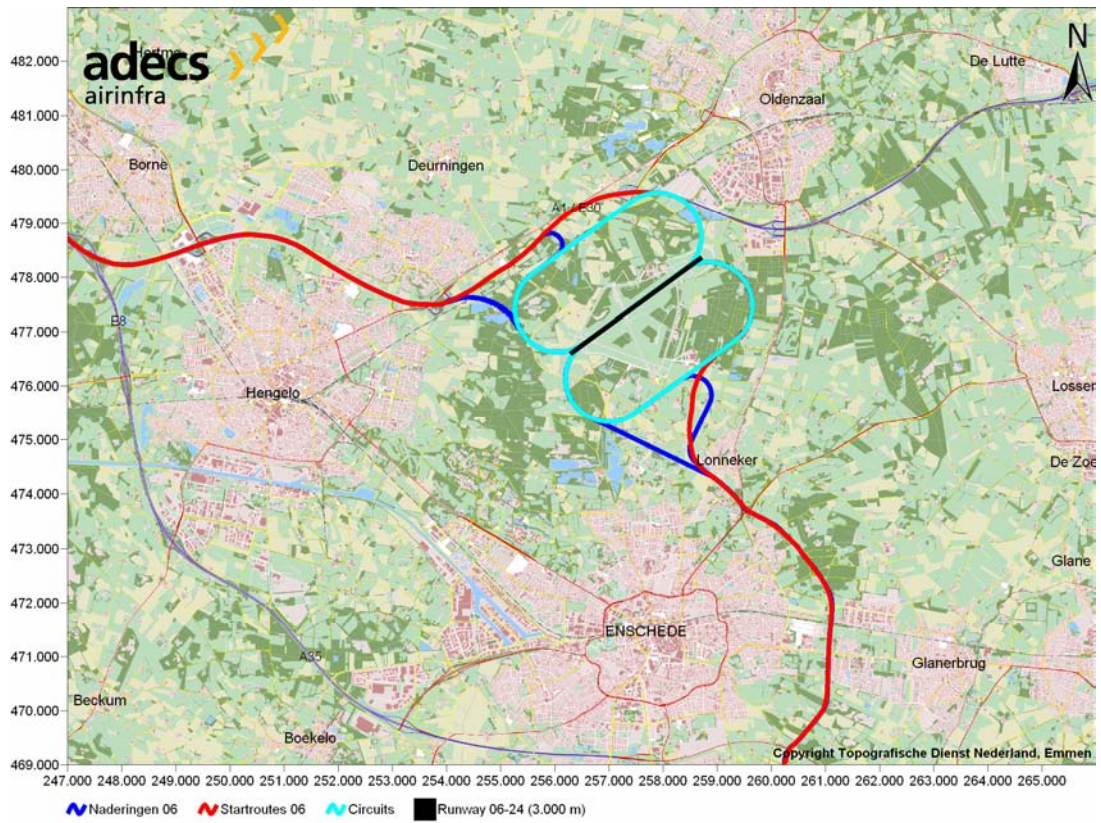 482.000
481.000
480.000
479.000
478.000
477.000
476.000
475.000
474.000
473.000
472.000
471.000
470.000
469.000
adecs
airinfra
N
De Lutte
Oldenzaal
Borne
Deurningen
A1 / E30
E8
Hengelo
Lonneker
De Zoe
Glane
ENSCHEDE
Glanerbrug
A35
Beckum
Boekelo
Copyright Topografische Dienst Nederland, Emmen
247.000 248.000 249.000 250.000 251.000 252.000 253.000 254.000 255.000 256.000 257.000 258.000 259.000 260.000 261.000 262.000 263.000 264.000 265.000
Naderingen 06 Startroutes 06 Circuits Runway 06-24 (3.000 m)